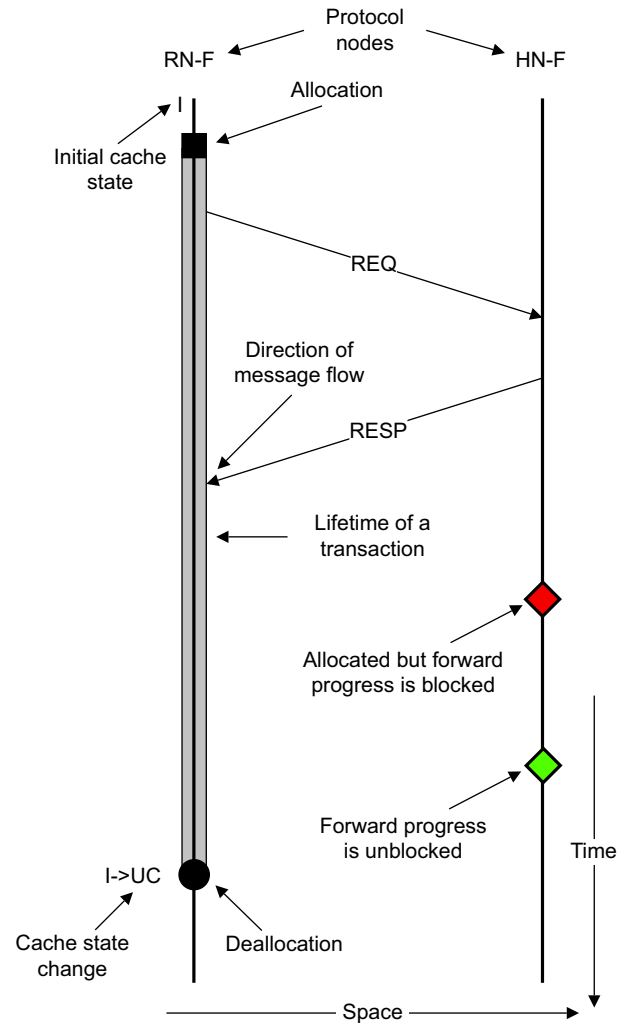 Protocol
nodes
RN-F
HN-F
I
Allocation
Initial cache
state
REQ
Direction of
message flow
RESP
Lifetime of a
transaction
Allocated but forward
progress is blocked
Forward progress
is unblocked
Time
I->UC
Cache state
change
Deallocation
Space